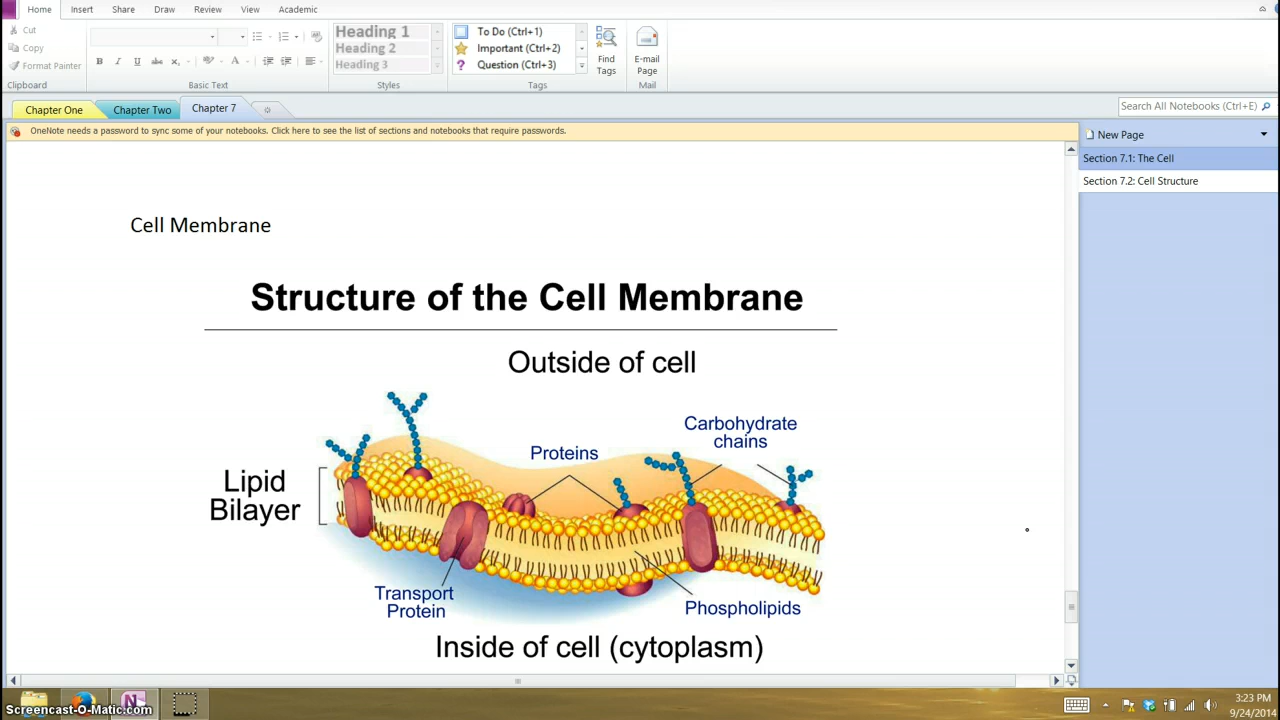 Home Insert Share Draw Review View Academic
Cut
Copy
Format Painter
Clipboard
B I U abc X A
Basic Text
Heading 1
Heading 2
Heading 3
Styles
To Do (Ctrl+1)
Important (Ctrl+2)
? Question (Ctrl+3)
Tags
Find
Tags
E-mail
Page
Mail
Chapter One Chapter Two Chapter 7
Search All Notebooks (Ctrl+E)
OneNote needs a password to sync some of your notebooks. Click here to see the list of sections and notebooks that require passwords.
New Page
Section 7.1: The Cell
Section 7.2: Cell Structure
Cell Membrane
Structure of the Cell Membrane
Outside of cell
Carbohydrate
chains
Proteins
Lipid
Bilayer
Transport
Protein
Phospholipids
Inside of cell (cytoplasm)
Screencast-O-Matic.com
3:23 PM
9/24/2014